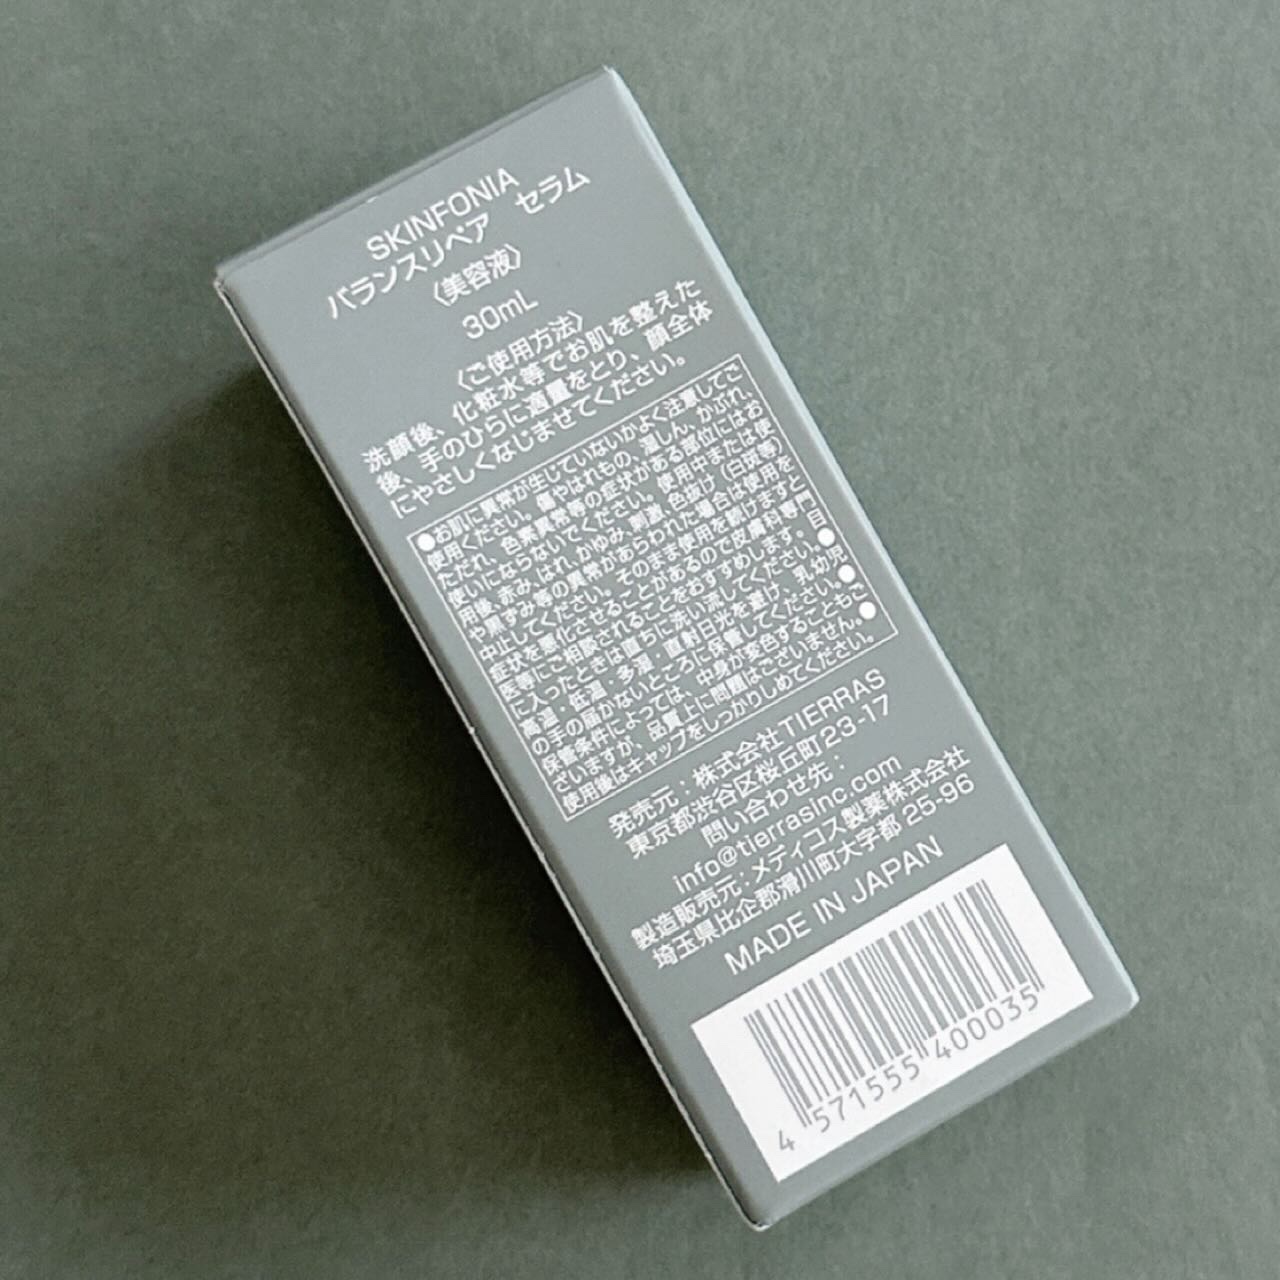 SKINFONIA
バランスリペア　セラム
〈美容液〉
30mL
〈ご使用方法〉
洗顔後、化粧水等でお肌を整えた
後、手のひらに適量をとり、顔全体
にやさしくなじませてください。
●お肌に異常が生じていないかよく注意してご
使用ください。傷やはれもの、湿しん、かぶれ、
ただれ、色素異常等の症状がある部位にはお
使いにならないでください。使用中または使
用後、赤み、はれ、かゆみ、刺激、色抜け（白斑等）
や黒ずみ等の異常があらわれた場合は使用を
中止してください。そのまま使用を続けますと
症状を悪化させることがあるので皮膚科専門
医等にご相談されることをおすすめします。●目
に入ったときは直ちに洗い流してください。●
高温・低温・多湿・直射日光を避け、乳幼児
の手の届かないところに保管してください。●
保管条件によっては、中身が変色することもご
ざいますが、品質上に問題はございません。●
使用後はキャップをしっかりしめてください。
発売元：株式会社TIERRAS
東京都渋谷区桜丘町23-17
問い合わせ先：
info@tierrasinc.com
製造販売元：メディコス製薬株式会社
埼玉県比企郡滑川町大字都25-96
MADE IN JAPAN
4 571555 400035